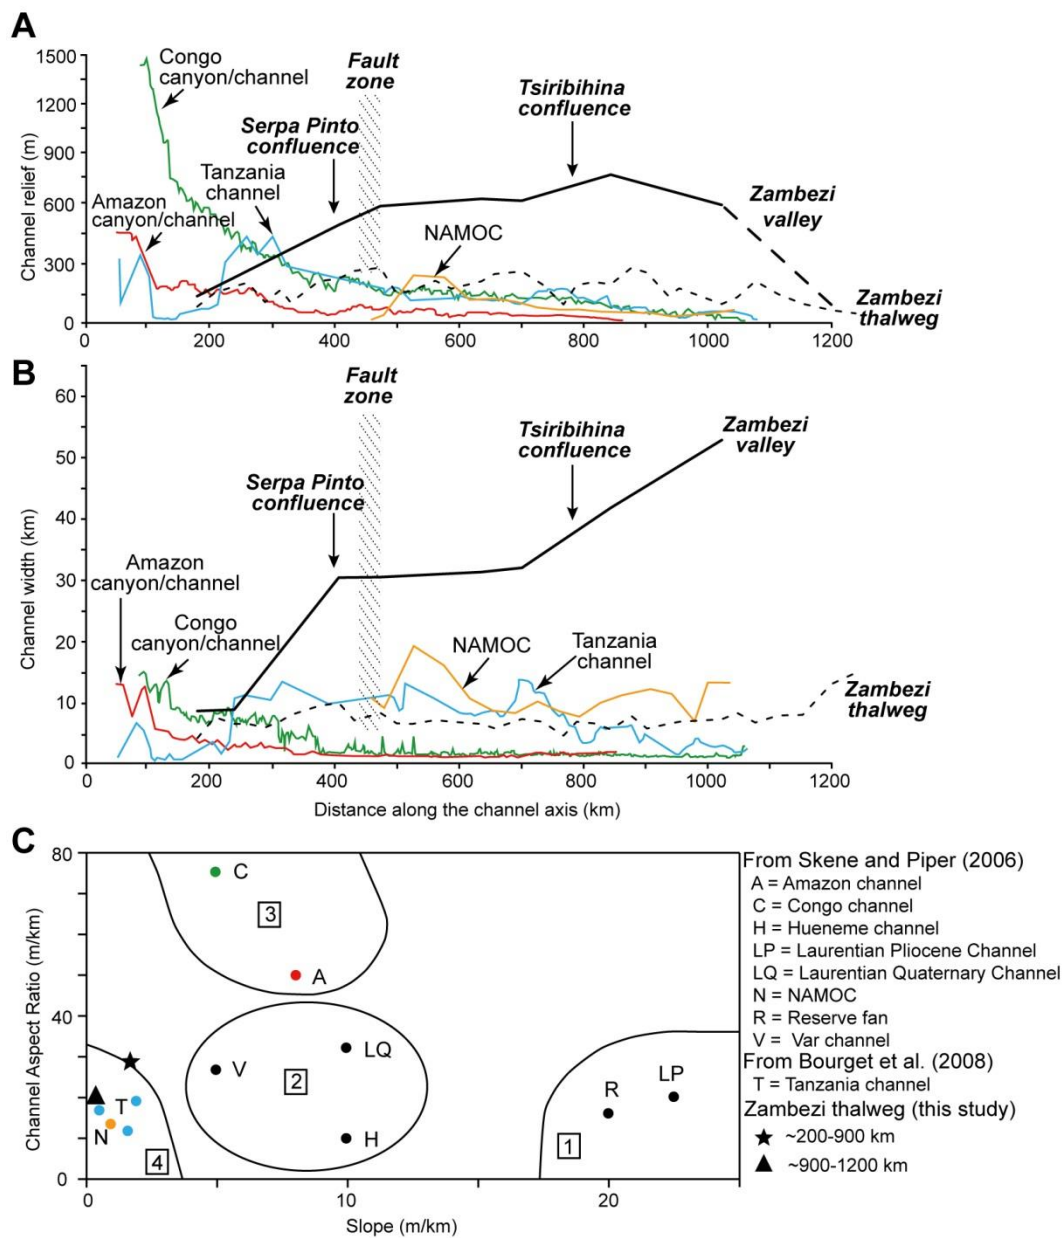 A
1500
1200
900
600
300
0
Channel relief (m)
Congo
canyon/channel
Fault
zone
Tsiribihina
confluence
Serpa Pinto
confluence
Tanzania
channel
Amazon
canyon/channel
NAMOC
Zambezi
valley
Zambezi
thalweg
0 200 400 600 800 1000 1200
B
60
50
40
30
20
10
0
Channel width (km)
Fault
zone
Tsiribihina
confluence
Zambezi
valley
Serpa Pinto
confluence
Amazon
canyon/channel
Congo
canyon/channel
NAMOC
Tanzania
channel
Zambezi
thalweg
0 200 400 600 800 1000 1200
Distance along the channel axis (km)
C
80
40
0
Channel Aspect Ratio (m/km)
C
3
A
V
LQ
2
H
T
N
4
R
LP
1
0 10 20
Slope (m/km)
From Skene and Piper (2006)
A = Amazon channel
C = Congo channel
H = Hueneme channel
LP = Laurentian Pliocene Channel
LQ = Laurentian Quaternary Channel
N = NAMOC
R = Reserve fan
V = Var channel
From Bourget et al. (2008)
T = Tanzania channel
Zambezi thalweg (this study)
~200-900 km
~900-1200 km